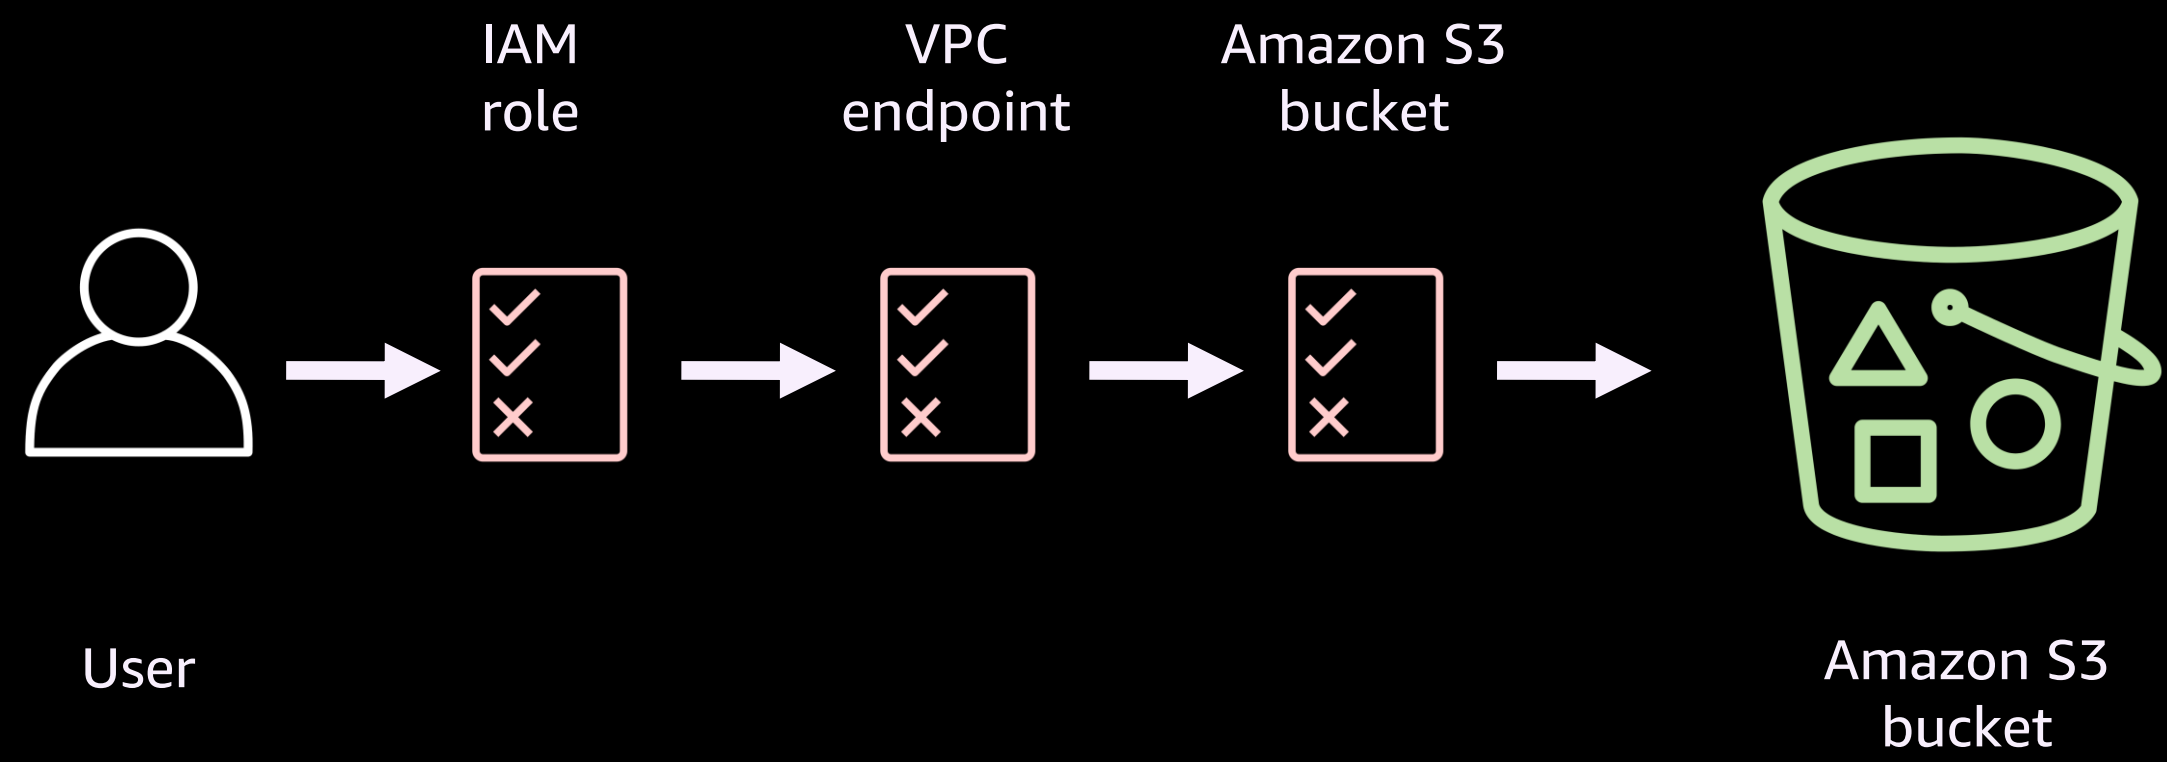 IAM
role
VPC
endpoint
Amazon S3
bucket
User
Amazon S3
bucket